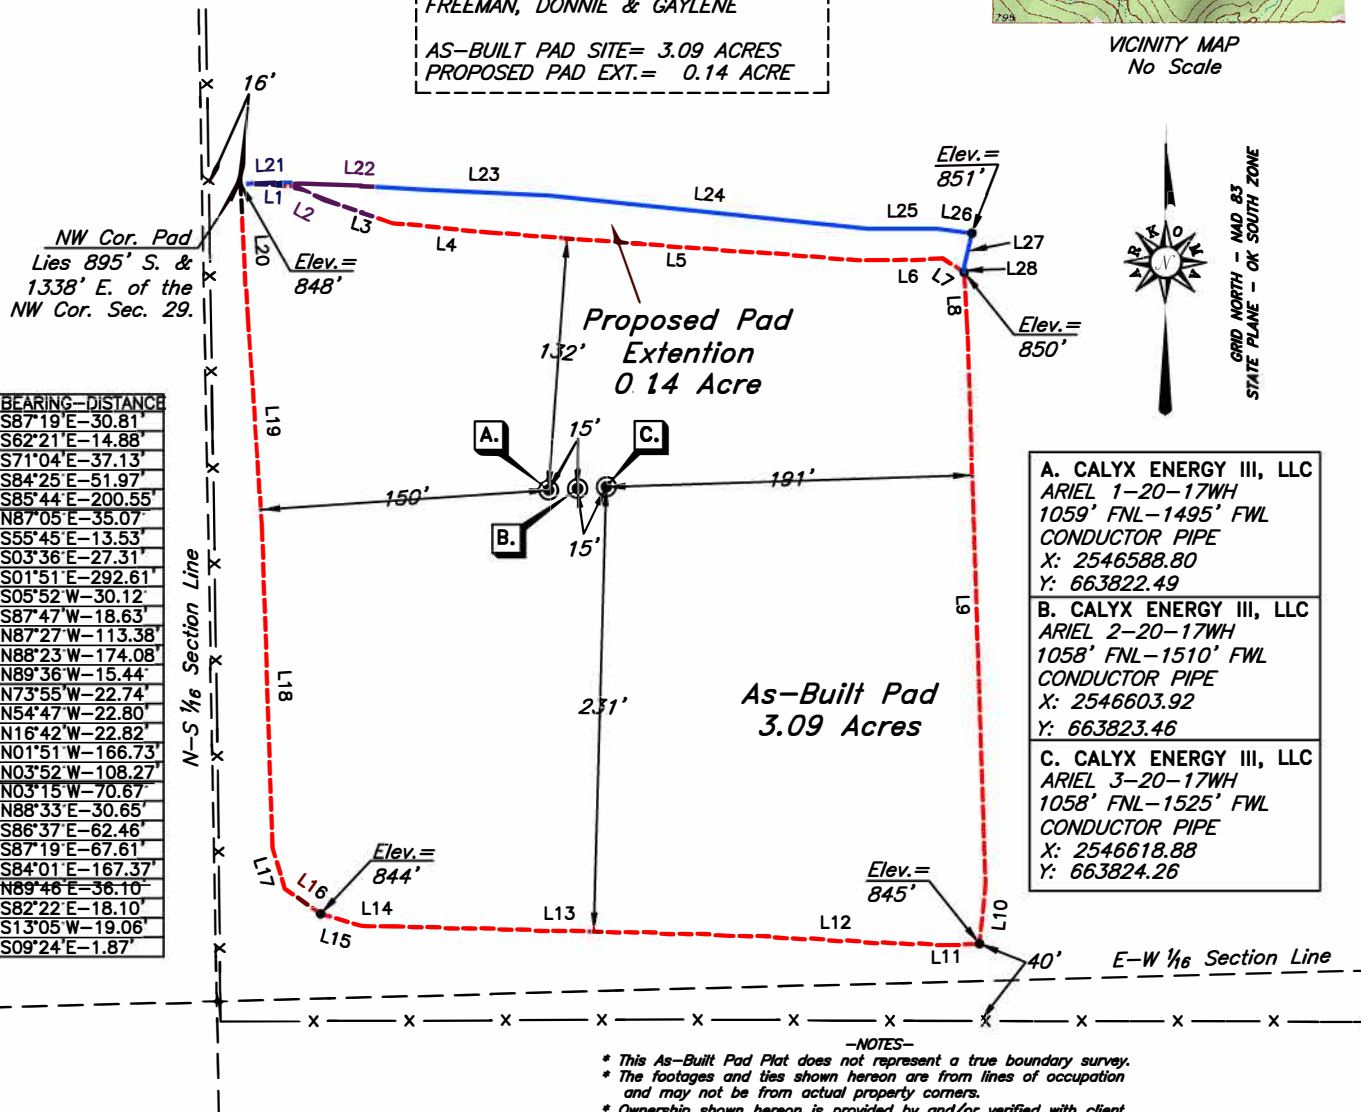 FREEMAN, DONNIE & GAYLENE
AS-BUILT PAD SITE= 3.09 ACRES
PROPOSED PAD EXT.= 0.14 ACRE
795
VICINITY MAP
No Scale
16'
L21
L22
L23
L24
L25
L26
Elev.=
851'
L27
L28
L1
L2
L3
L4
L5
L6
L7
L8
Elev.=
850'
NW Cor. Pad
Lies 895' S. &
1338' E. of the
NW Cor. Sec. 29.
L20
Elev.=
848'
Proposed Pad
Extention
0.14 Acre
132'
ARKOMA
N
GRID NORTH - NAD 83
STATE PLANE - OK SOUTH ZONE
BEARING-DISTANCE
S87°19'E-30.81'
S62°21'E-14.88'
S71°04'E-37.13'
S84°25'E-51.97'
S85°44'E-200.55'
N87°05'E-35.07'
S55°45'E-13.53'
S03°36'E-27.31'
S01°51'E-292.61'
S05°52'W-30.12'
S87°47'W-18.63'
N87°27'W-113.38'
N88°23'W-174.08'
N89°36'W-15.44'
N73°55'W-22.74'
N54°47'W-22.80'
N16°42'W-22.82'
N01°51'W-166.73'
N03°52'W-108.27'
N03°15'W-70.67'
N88°33'E-30.65'
S86°37'E-62.46'
S87°19'E-67.61'
S84°01'E-167.37'
N89°46'E-36.10'
S82°22'E-18.10'
S13°05'W-19.06'
S09°24'E-1.87'
N-S 1/16 Section Line
L19
A.
15'
C.
150'
191'
B.
15'
L18
L9
231'
As-Built Pad
3.09 Acres
A. CALYX ENERGY III, LLC
ARIEL 1-20-17WH
1059' FNL-1495' FWL
CONDUCTOR PIPE
X: 2546588.80
Y: 663822.49
B. CALYX ENERGY III, LLC
ARIEL 2-20-17WH
1058' FNL-1510' FWL
CONDUCTOR PIPE
X: 2546603.92
Y: 663823.46
C. CALYX ENERGY III, LLC
ARIEL 3-20-17WH
1058' FNL-1525' FWL
CONDUCTOR PIPE
X: 2546618.88
Y: 663824.26
L17
L16
Elev.=
844'
L15
L14
L13
L12
L11
L10
Elev.=
845'
40'
E-W 1/16 Section Line
-NOTES-
* This As-Built Pad Plat does not represent a true boundary survey.
* The footages and ties shown hereon are from lines of occupation
and may not be from actual property corners.
* Ownership shown hereon is provided by and/or verified with client